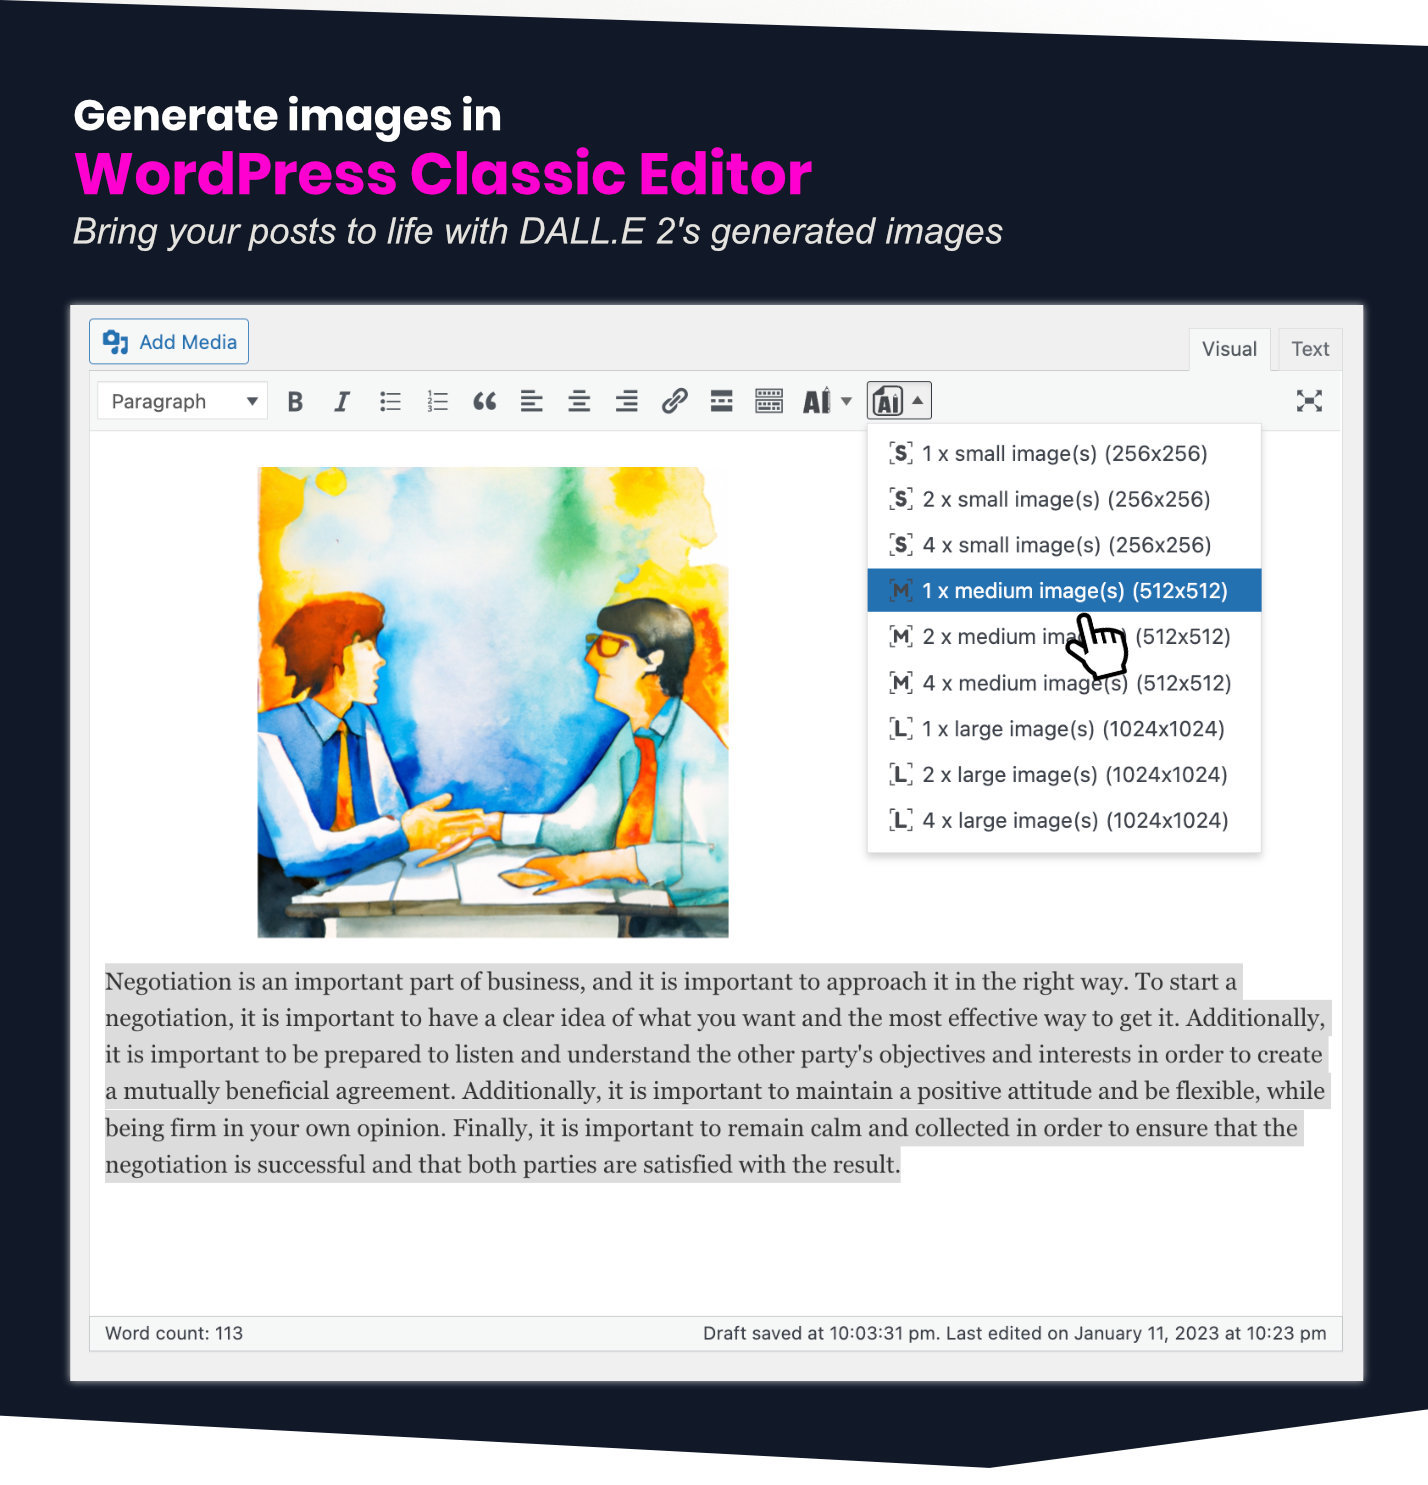 Generate images in
WordPress Classic Editor
Bring your posts to life with DALL.E 2's generated images
Add Media
Visual Text
Paragraph B I AI AI
S 1 x small image(s) (256x256)
S 2 x small image(s) (256x256)
S 4 x small image(s) (256x256)
M 1 x medium image(s) (512x512)
M 2 x medium (512x512)
M 4 x medium image(s) (512x512)
L 1 x large image(s) (1024x1024)
L 2 x large image(s) (1024x1024)
L 4 x large image(s) (1024x1024)
Negotiation is an important part of business, and it is important to approach it in the right way. To start a
negotiation, it is important to have a clear idea of what you want and the most effective way to get it. Additionally,
it is important to be prepared to listen and understand the other party's objectives and interests in order to create
a mutually beneficial agreement. Additionally, it is important to maintain a positive attitude and be flexible, while
being firm in your own opinion. Finally, it is important to remain calm and collected in order to ensure that the
negotiation is successful and that both parties are satisfied with the result.
Word count: 113
Draft saved at 10:03:31 pm. Last edited on January 11, 2023 at 10:23 pm